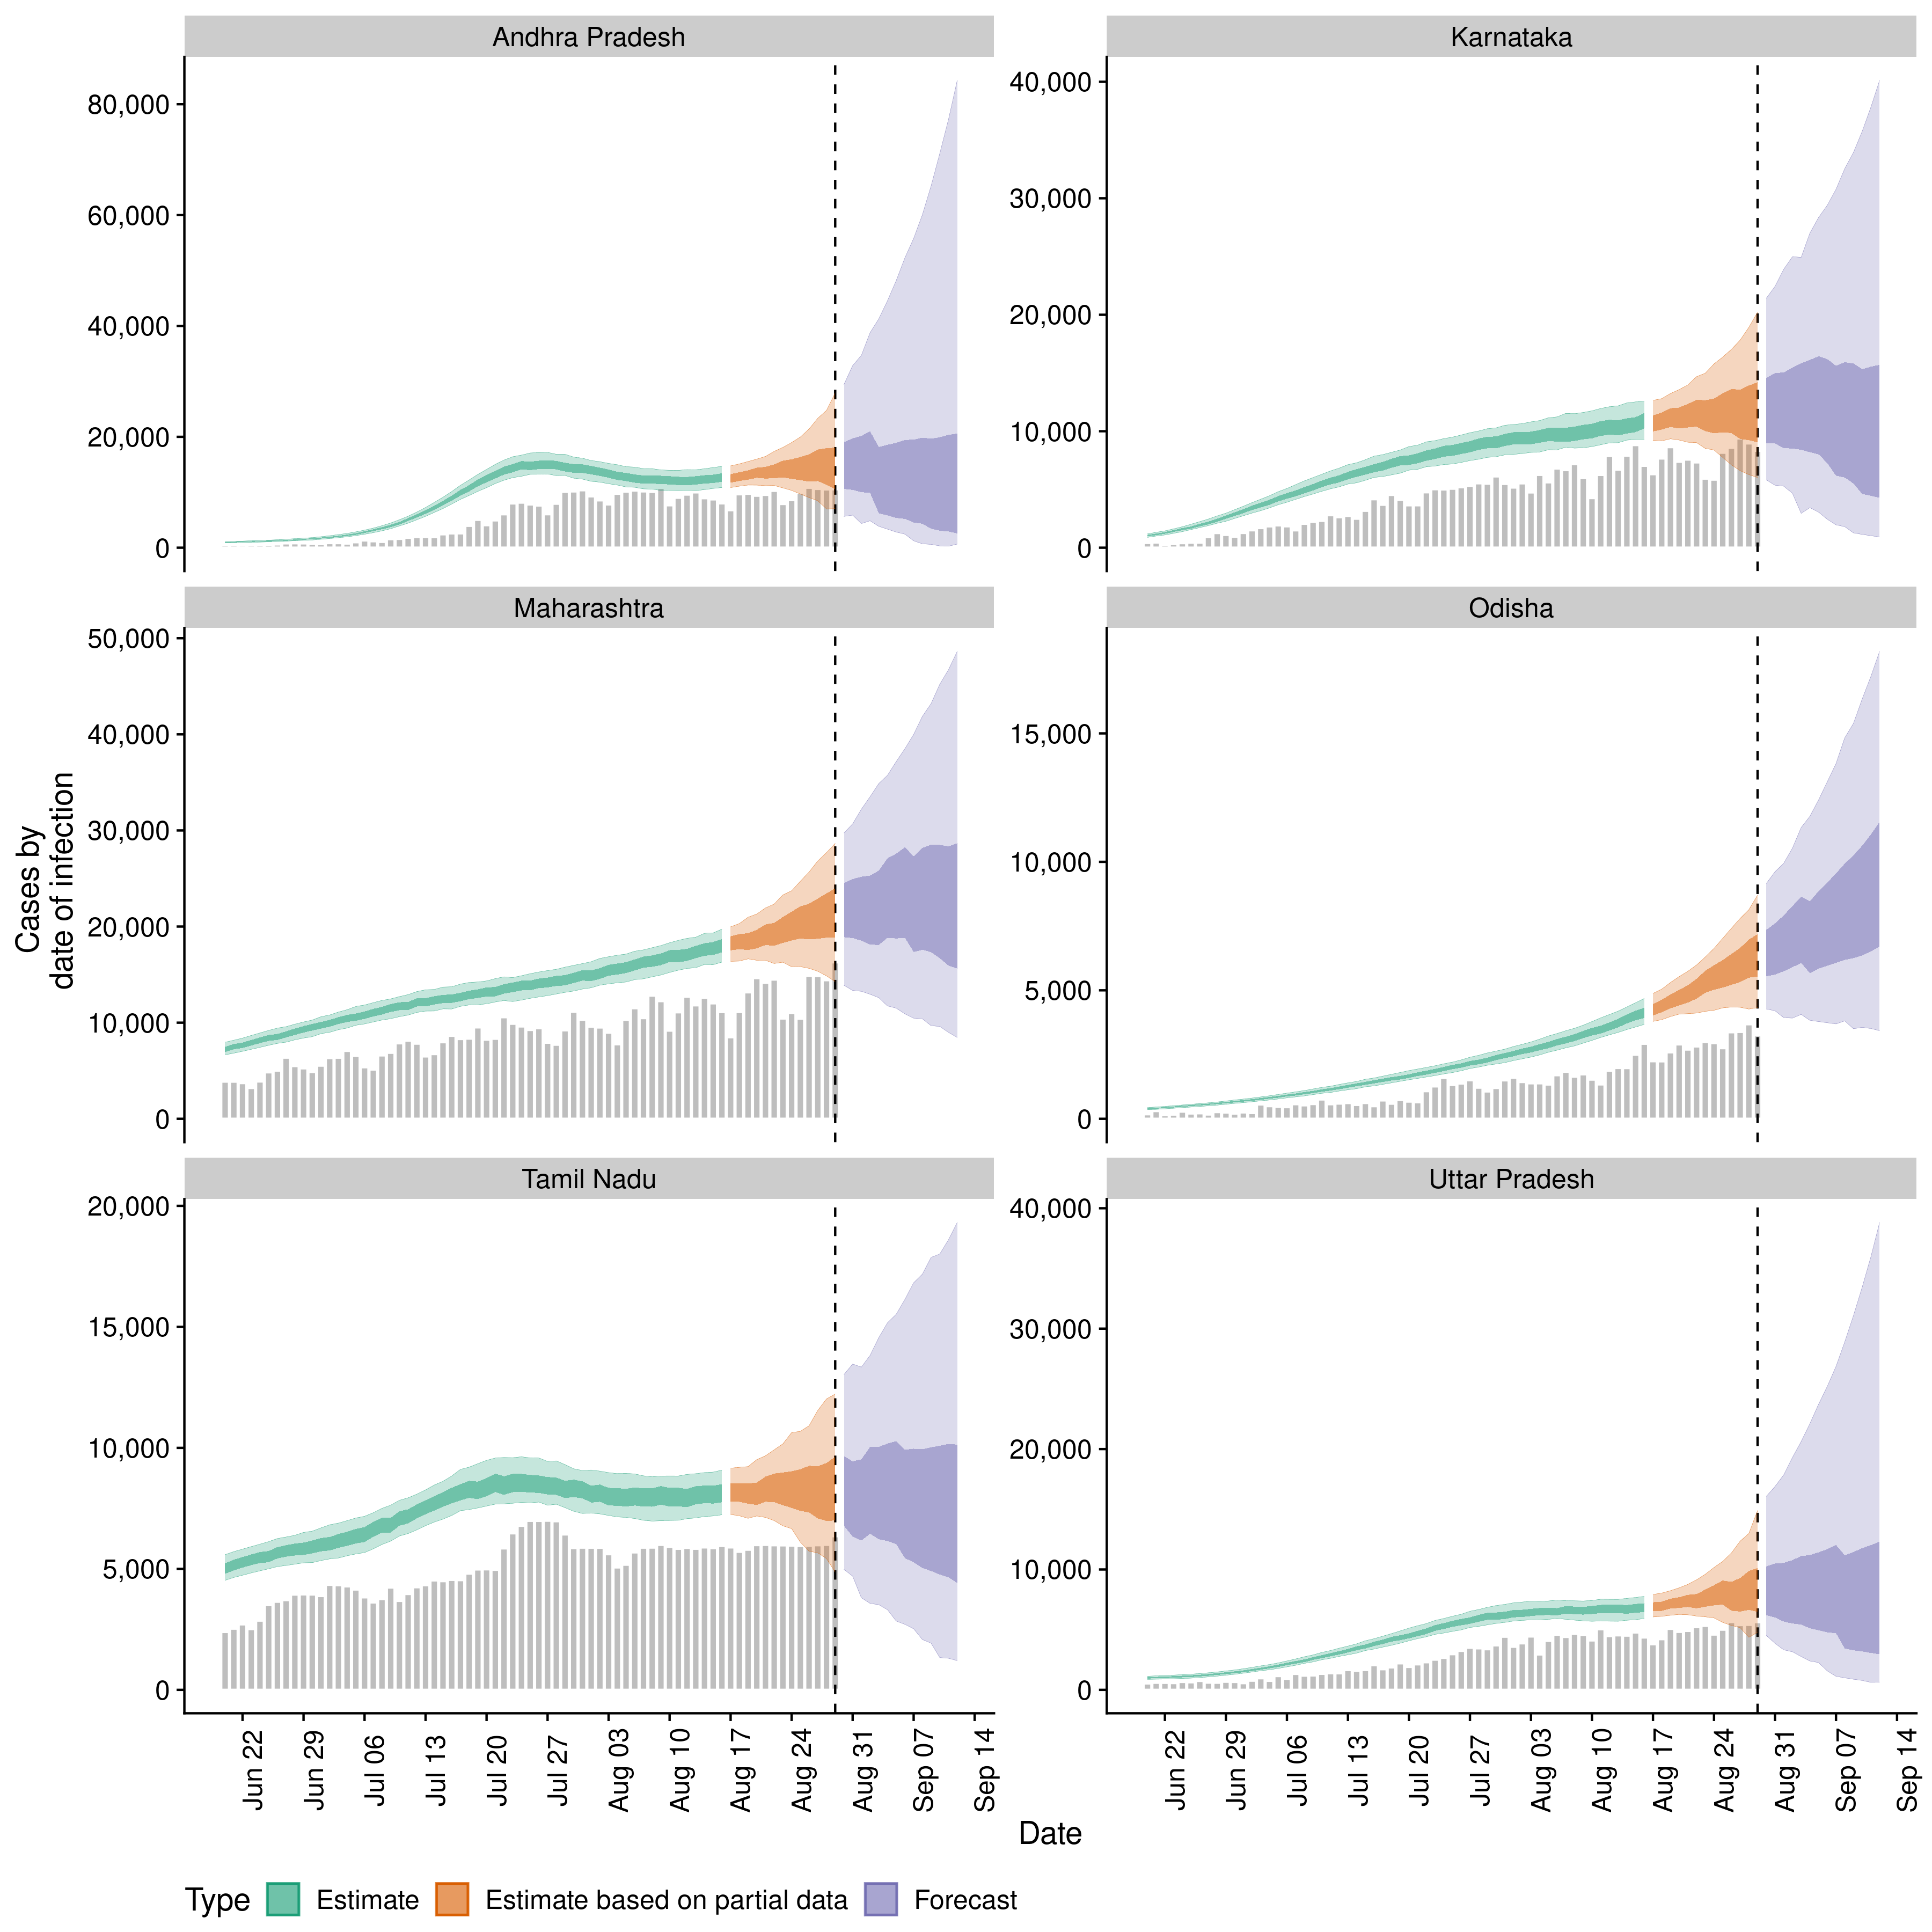 Andhra Pradesh
Karnataka
80,000
60,000
40,000
20,000
0
40,000
30,000
20,000
10,000
0
Maharashtra
Odisha
50,000
40,000
30,000
20,000
10,000
0
15,000
10,000
5,000
0
Cases by
date of infection
Tamil Nadu
Uttar Pradesh
20,000
15,000
10,000
5,000
0
40,000
30,000
20,000
10,000
0
Jun 22
Jun 29
Jul 06
Jul 13
Jul 20
Jul 27
Aug 03
Aug 10
Aug 17
Aug 24
Aug 31
Sep 07
Sep 14
Jun 22
Jun 29
Jul 06
Jul 13
Jul 20
Jul 27
Aug 03
Aug 10
Aug 17
Aug 24
Aug 31
Sep 07
Sep 14
Date
Type Estimate Estimate based on partial data Forecast